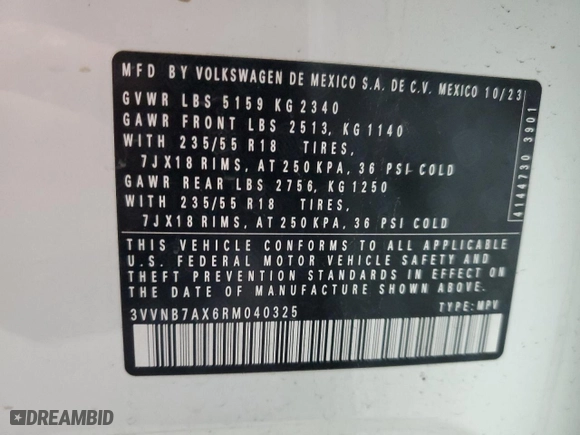 MFD BY VOLKSWAGEN DE MEXICO S.A. DE C.V. MEXICO 10/23
GVWR LBS 5159 KG 2340
GAWR FRONT LBS 2513, KG 1140
WITH 235/55 R18 TIRES,
7JX18 RIMS, AT 250 KPA, 36 PSI COLD
GAWR REAR LBS 2756, KG 1250
WITH 235/55 R18 TIRES,
7JX18 RIMS, AT 250 KPA, 36 PSI COLD
THIS VEHICLE CONFORMS TO ALL APPLICABLE
U.S. FEDERAL MOTOR VEHICLE SAFETY AND
THEFT PREVENTION STANDARDS IN EFFECT ON
THE DATE OF MANUFACTURE SHOWN ABOVE.
3VVNB7AX6RM040325 TYPE: MPV
4144730 3901
DREAMBID